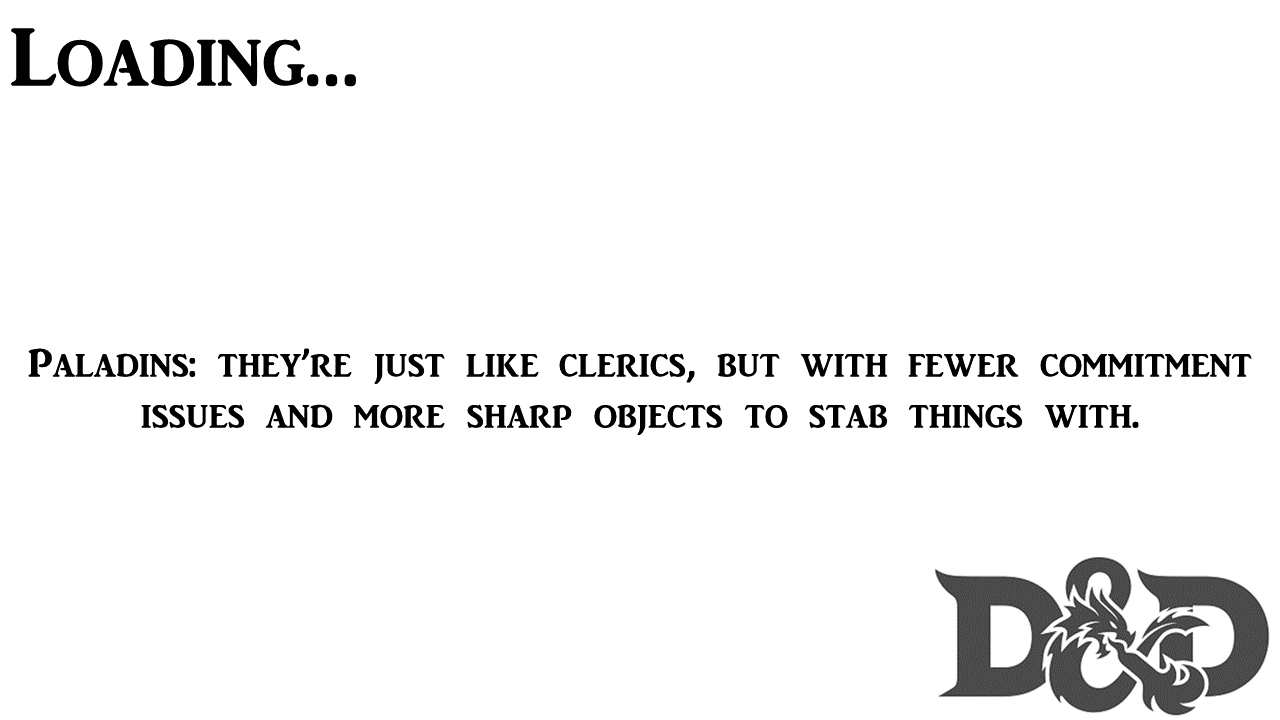 Loading...
Paladins: they're just like clerics, but with fewer commitment
issues and more sharp objects to stab things with.
D&D